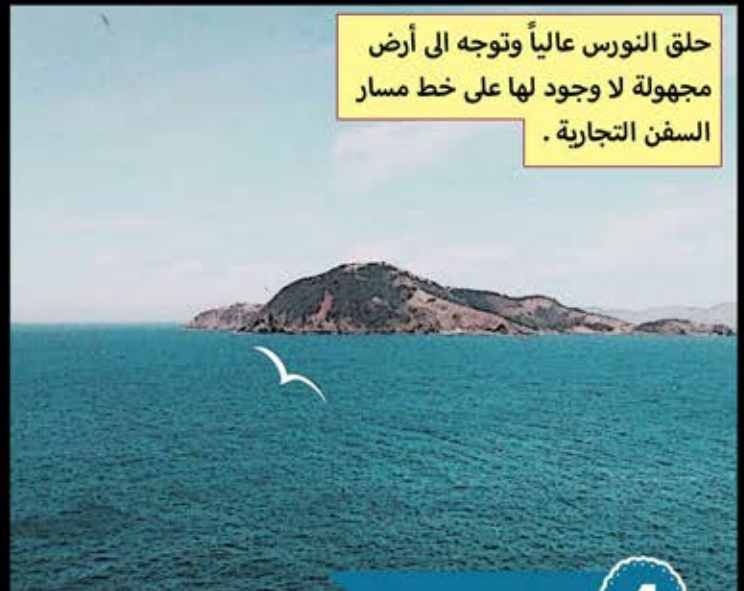 حلق النورس عالياً وتوجه الى أرض
مجهولة لا وجود لها على خط مسار
السفن التجارية .